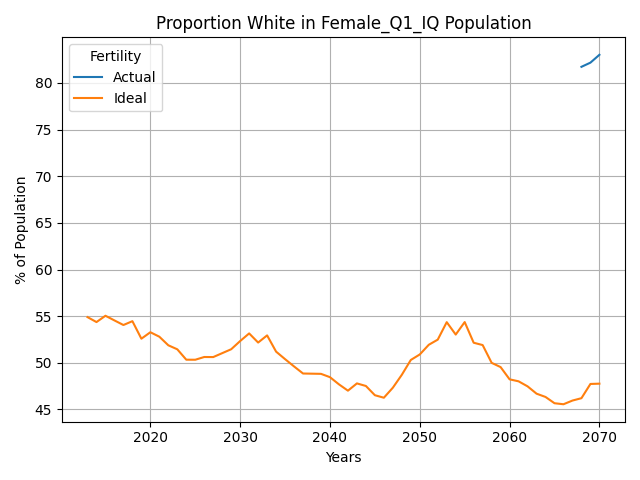 Proportion White in Female_Q1_IQ Population
Fertility
Actual
Ideal
% of Population
80
75
70
65
60
55
50
45
2020 2030 2040 2050 2060 2070
Years